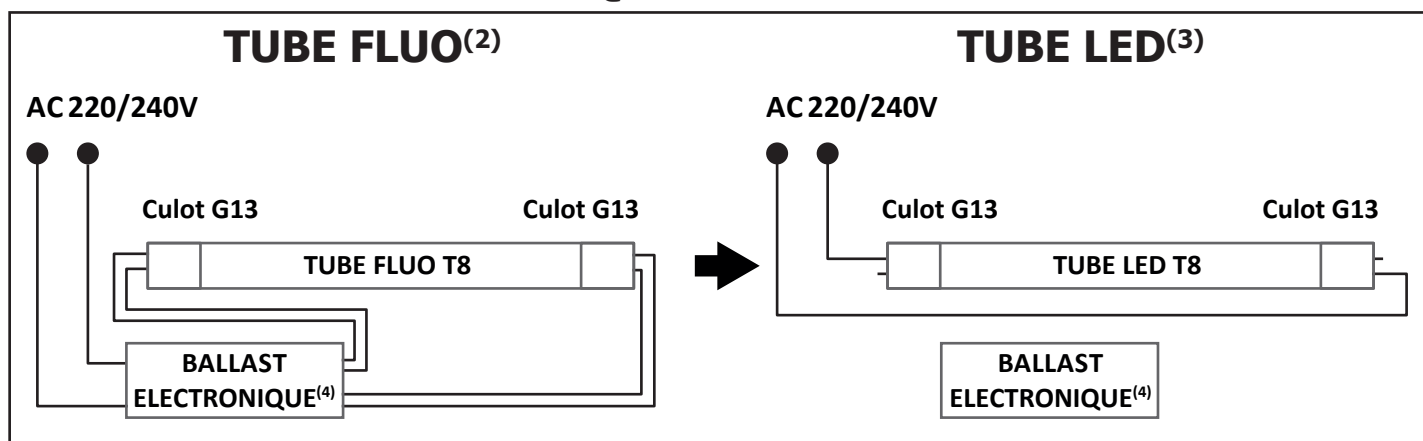 TUBE FLUO(2)
AC 220/240V
Culot G13
Culot G13
TUBE FLUO T8
BALLAST
ELECTRONIQUE(4)
TUBE LED(3)
AC 220/240V
Culot G13
Culot G13
TUBE LED T8
BALLAST
ELECTRONIQUE(4)